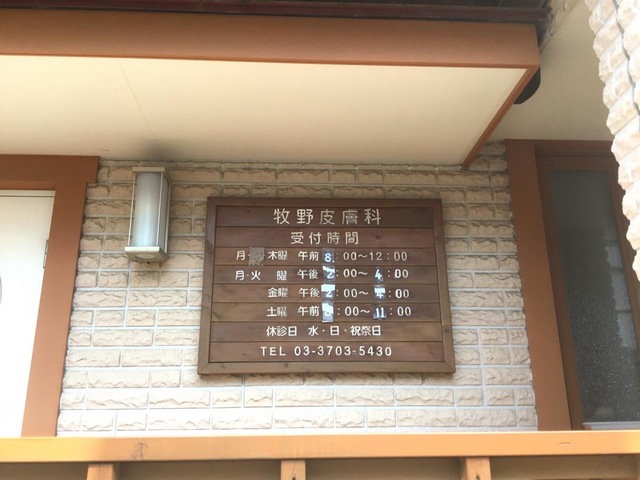 牧野皮膚科
受付時間
月・ 木曜 午前 8:00~12:00
月・火 曜 午後 2:00~ 4:00
金曜 午後 2:00~ :00
土曜 午前 :00~11:00
休診日 水・日・祝祭日
TEL 03-3703-5430